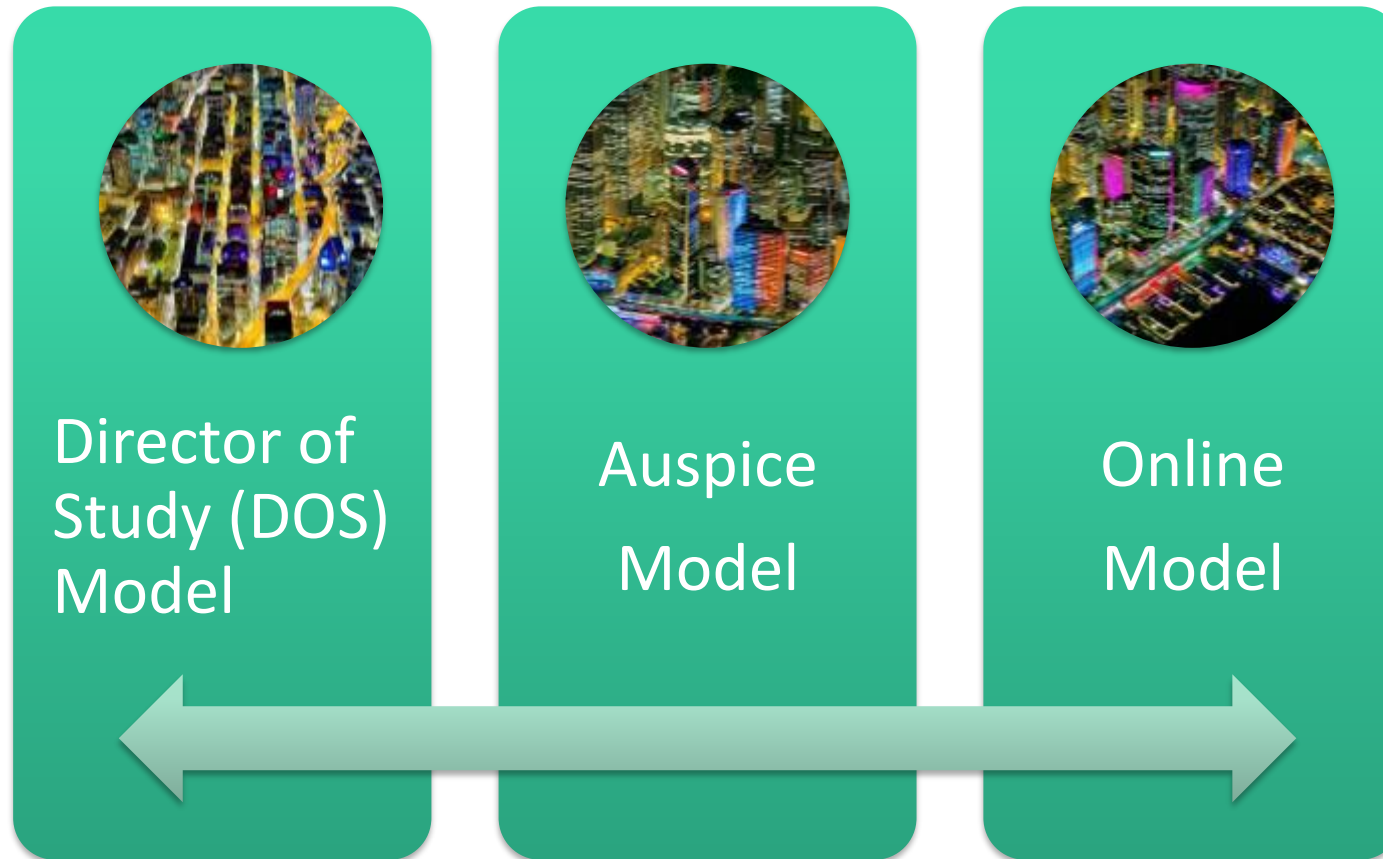 Director of
Study (DOS)
Model
Auspice
Model
Online
Model